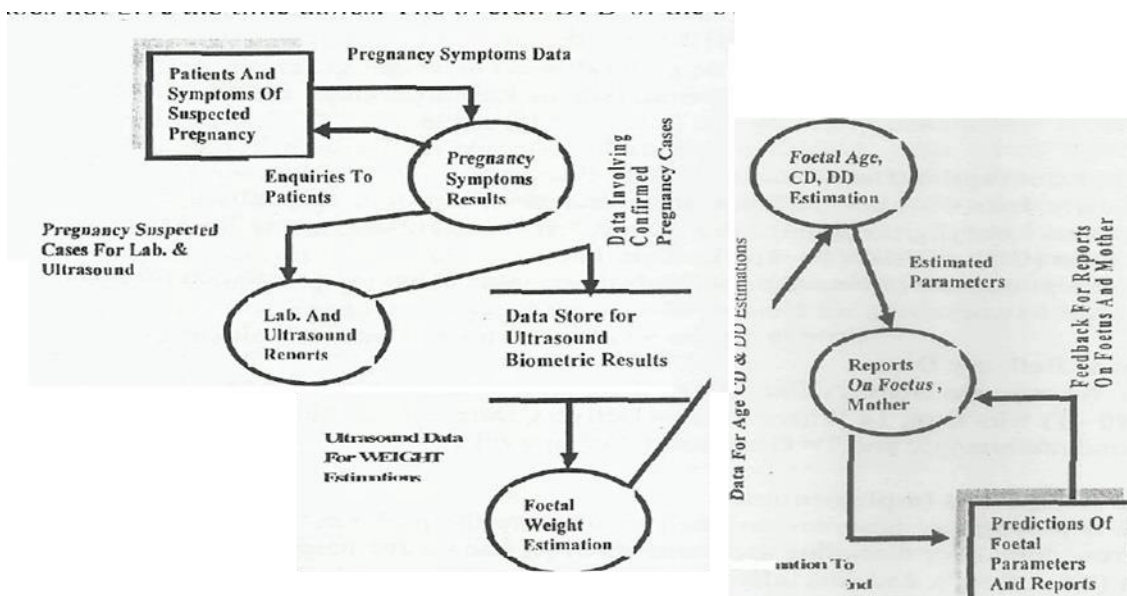 Pregnancy Symptoms Data
Patients And
Symptoms Of
Suspected
Pregnancy
Pregnancy
Symptoms
Results
Enquiries To
Patients
Data Involving
Confirmed
Pregnancy Cases
Pregnancy Suspected
Cases For Lab. &
Ultrasound
Lab. And
Ultrasound
Reports
Data Store for
Ultrasound
Biometric Results
Ultrasound Data
For WEIGHT
Estimations
Foetal
Weight
Estimation
Data For Age CD & DD Estimations
Foetal Age,
CD, DD
Estimation
Estimated
Parameters
Feedback For Reports
On Foetus And Mother
Reports
On Foetus,
Mother
Predictions Of
Foetal
Parameters
And Reports
To